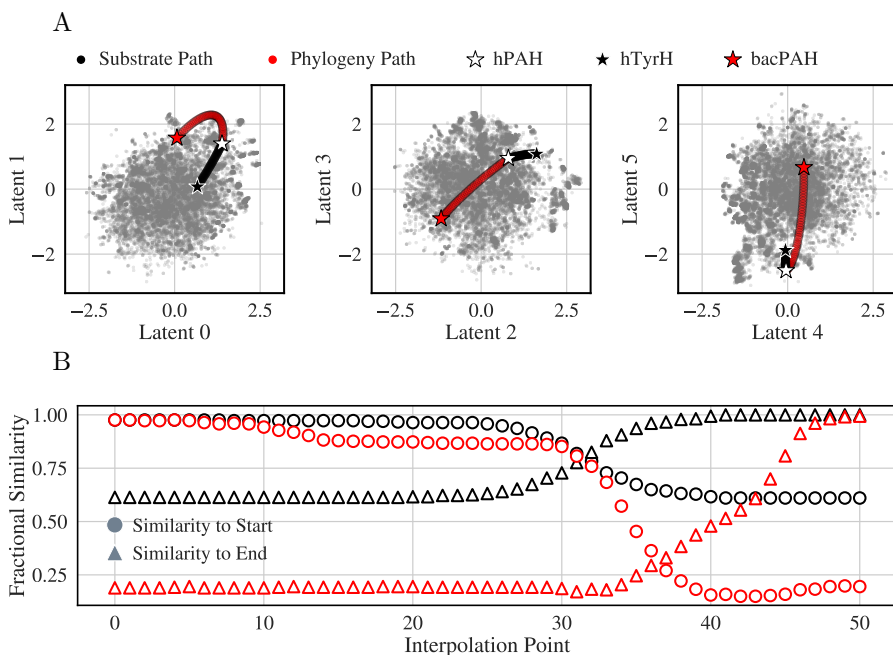 A
Substrate Path Phylogeny Path hPAH hTyrH bacPAH
Latent 1 2 0 −2
−2.5 0.0 2.5
Latent 0
Latent 3 2 0 −2
−2.5 0.0 2.5
Latent 2
Latent 5 2 0 −2
−2.5 0.0 2.5
Latent 4
B
Fractional Similarity
1.00
0.75
0.50
0.25
Similarity to Start
Similarity to End
0 10 20 30 40 50
Interpolation Point